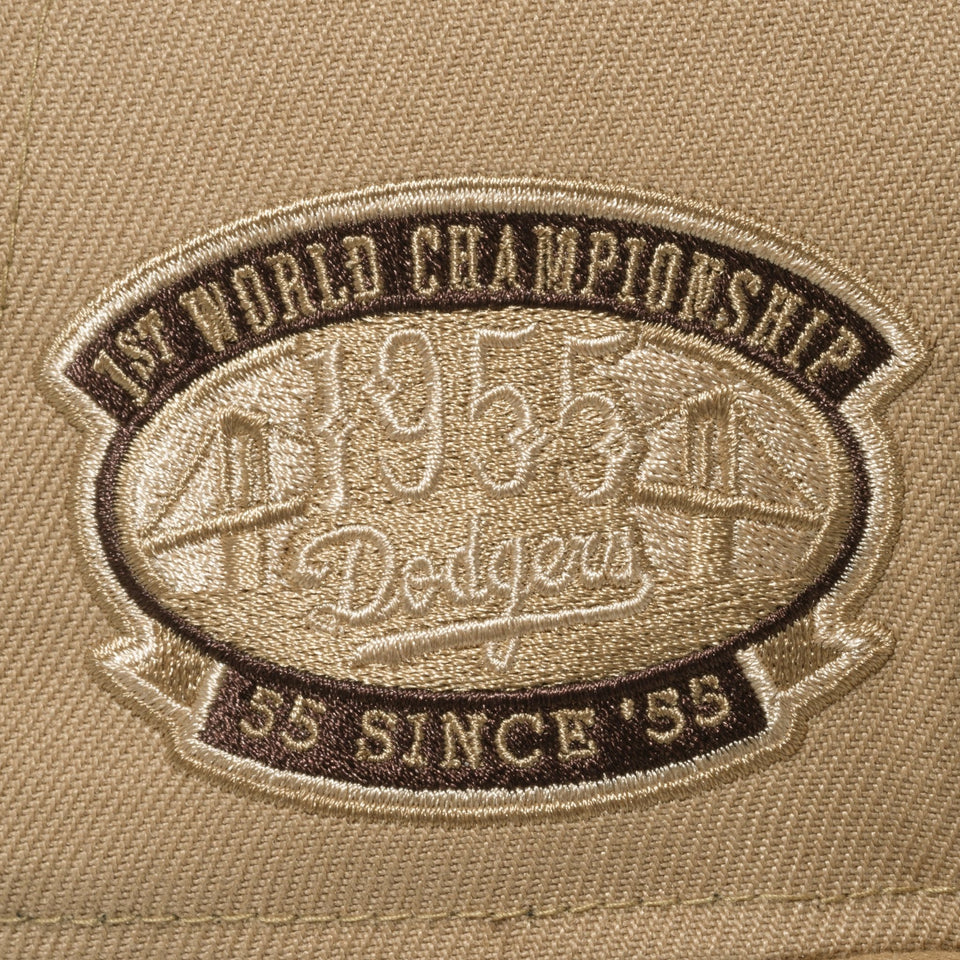 1ST WORLD CHAMPIONSHIP
1955
Dodgers
55 SINCE '55